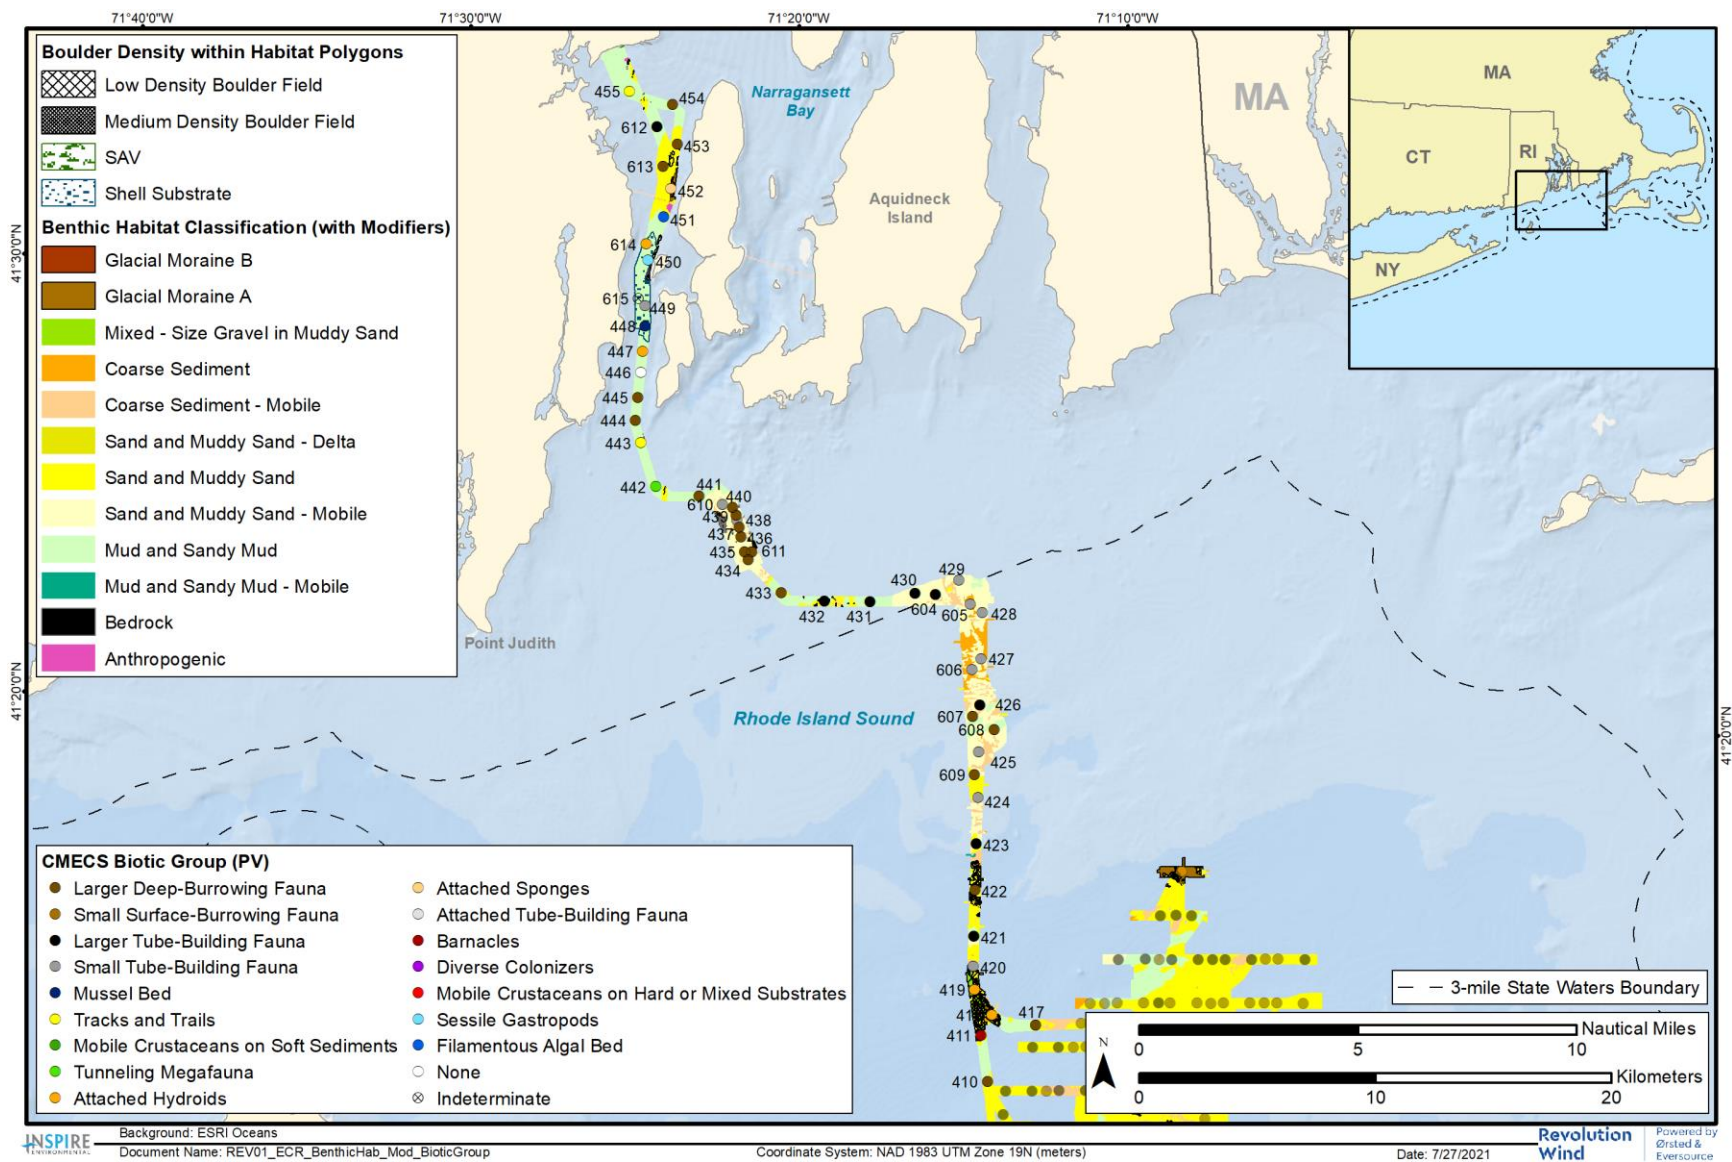 71°40'0"W
71°30'0"W
71°20'0"W
71°10'0"W
Boulder Density within Habitat Polygons
Low Density Boulder Field
Medium Density Boulder Field
SAV
Shell Substrate
Benthic Habitat Classification (with Modifiers)
Glacial Moraine B
Glacial Moraine A
Mixed - Size Gravel in Muddy Sand
Coarse Sediment
Coarse Sediment - Mobile
Sand and Muddy Sand - Delta
Sand and Muddy Sand
Sand and Muddy Sand - Mobile
Mud and Sandy Mud
Mud and Sandy Mud - Mobile
Bedrock
Anthropogenic
41°30'0"N
41°20'0"N
41°20'0"N
Narragansett
Bay
MA
Aquidneck
Island
MA
CT
RI
NY
455
454
612
453
613
452
451
614
450
615
449
448
447
446
445
444
443
442
441
610
440
439
438
437
436
435
611
434
433
432
431
430
604
429
605
428
427
606
426
607
608
425
609
424
423
422
421
420
419
41
417
411
410
Point Judith
Rhode Island Sound
CMECS Biotic Group (PV)
Larger Deep-Burrowing Fauna
Small Surface-Burrowing Fauna
Larger Tube-Building Fauna
Small Tube-Building Fauna
Mussel Bed
Tracks and Trails
Mobile Crustaceans on Soft Sediments
Tunneling Megafauna
Attached Hydroids
Attached Sponges
Attached Tube-Building Fauna
Barnacles
Diverse Colonizers
Mobile Crustaceans on Hard or Mixed Substrates
Sessile Gastropods
Filamentous Algal Bed
None
Indeterminate
3-mile State Waters Boundary
N
Nautical Miles
0 5 10
Kilometers
0 10 20
INSPIRE
ENVIRONMENTAL
Background: ESRI Oceans
Document Name: REV01_ECR_BenthicHab_Mod_BioticGroup
Coordinate System: NAD 1983 UTM Zone 19N (meters)
Date: 7/27/2021
Revolution
Wind
Powered by
Ørsted &
Eversource